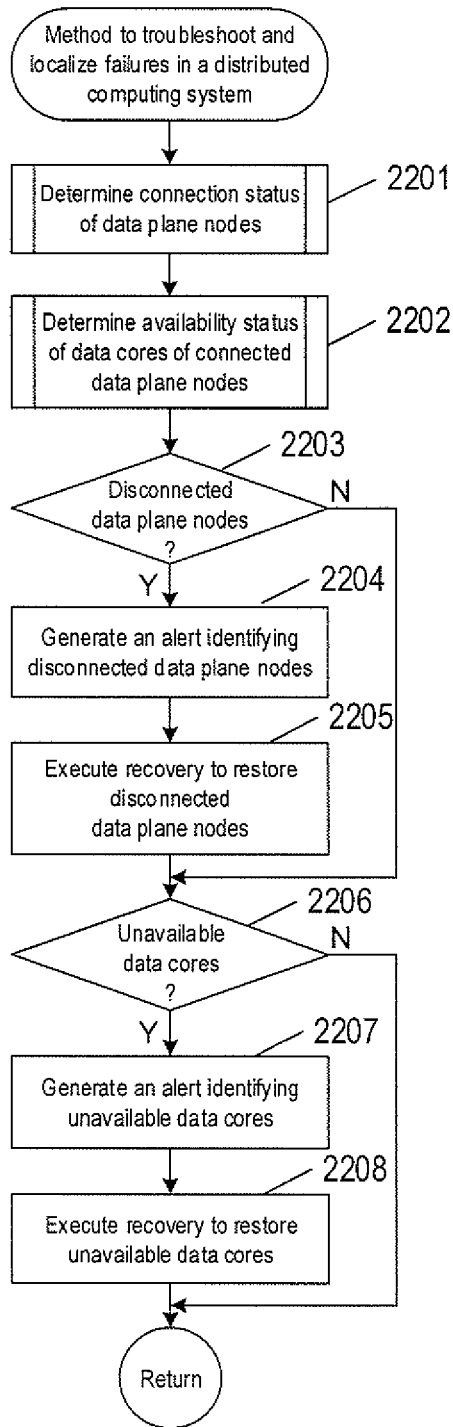 Method to troubleshoot and
localize failures in a distributed
computing system
2201
Determine connection status
of data plane nodes
2202
Determine availability status
of data cores of connected
data plane nodes
2203
Disconnected
data plane nodes
?
N
Y
2204
Generate an alert identifying
disconnected data plane nodes
2205
Execute recovery to restore
disconnected
data plane nodes
2206
Unavailable
data cores
?
N
Y
2207
Generate an alert identifying
unavailable data cores
2208
Execute recovery to restore
unavailable data cores
Return